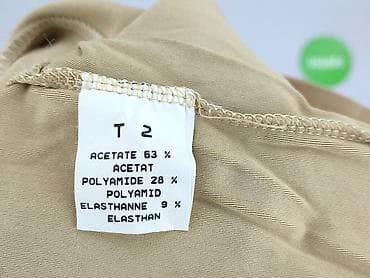 T 2
ACETATE 63 %
ACETAT
POLYAMIDE 28 %
POLYAMID
ELASTHANNE 9 %
ELASTHAN